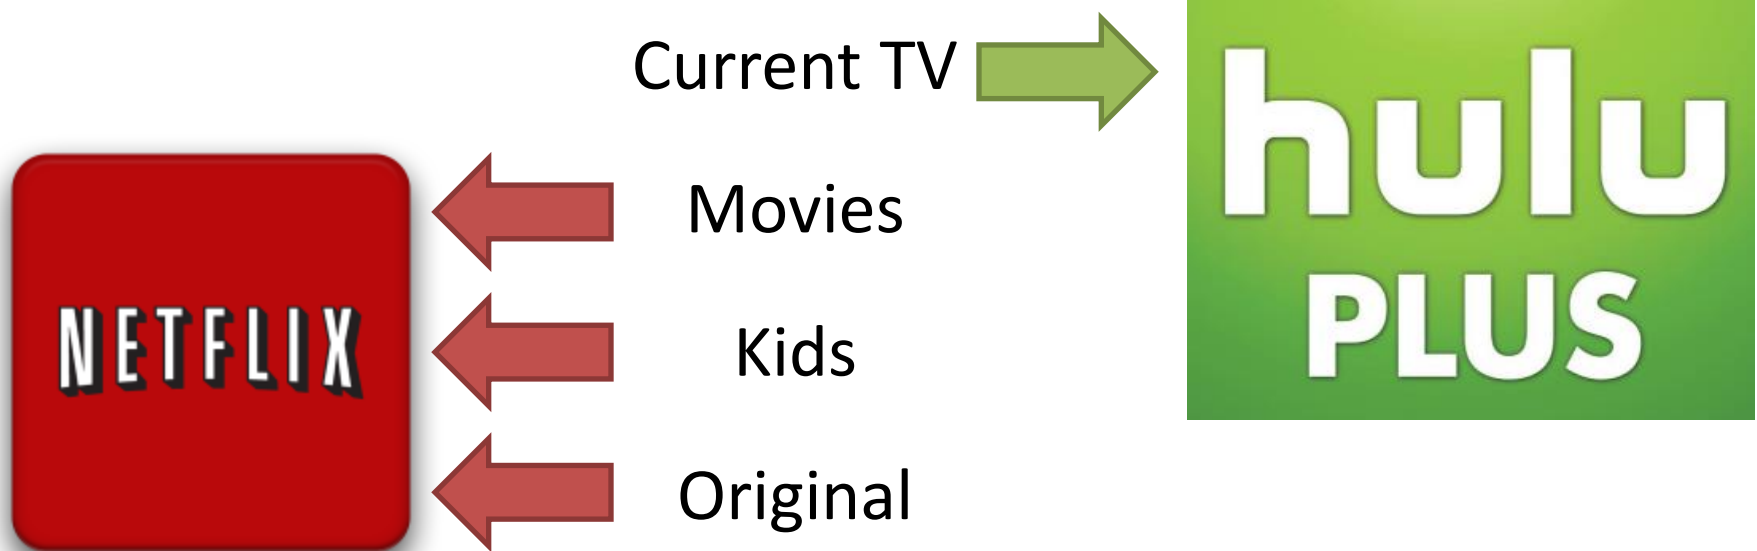 Current TV
hulu
PLUS
Movies
NETFLIX
Kids
Original